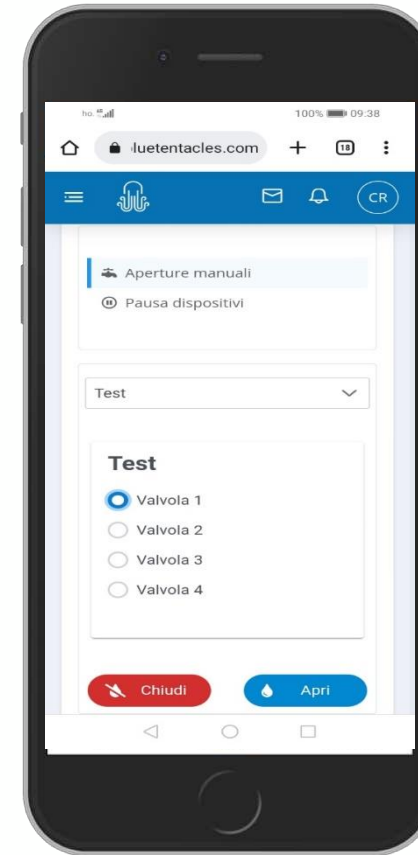 ho. 100% 09:38
luetentacles.com 18
CR
Aperture manuali
Pausa dispositivi
Test
Test
Valvola 1
Valvola 2
Valvola 3
Valvola 4
Chiudi Apri